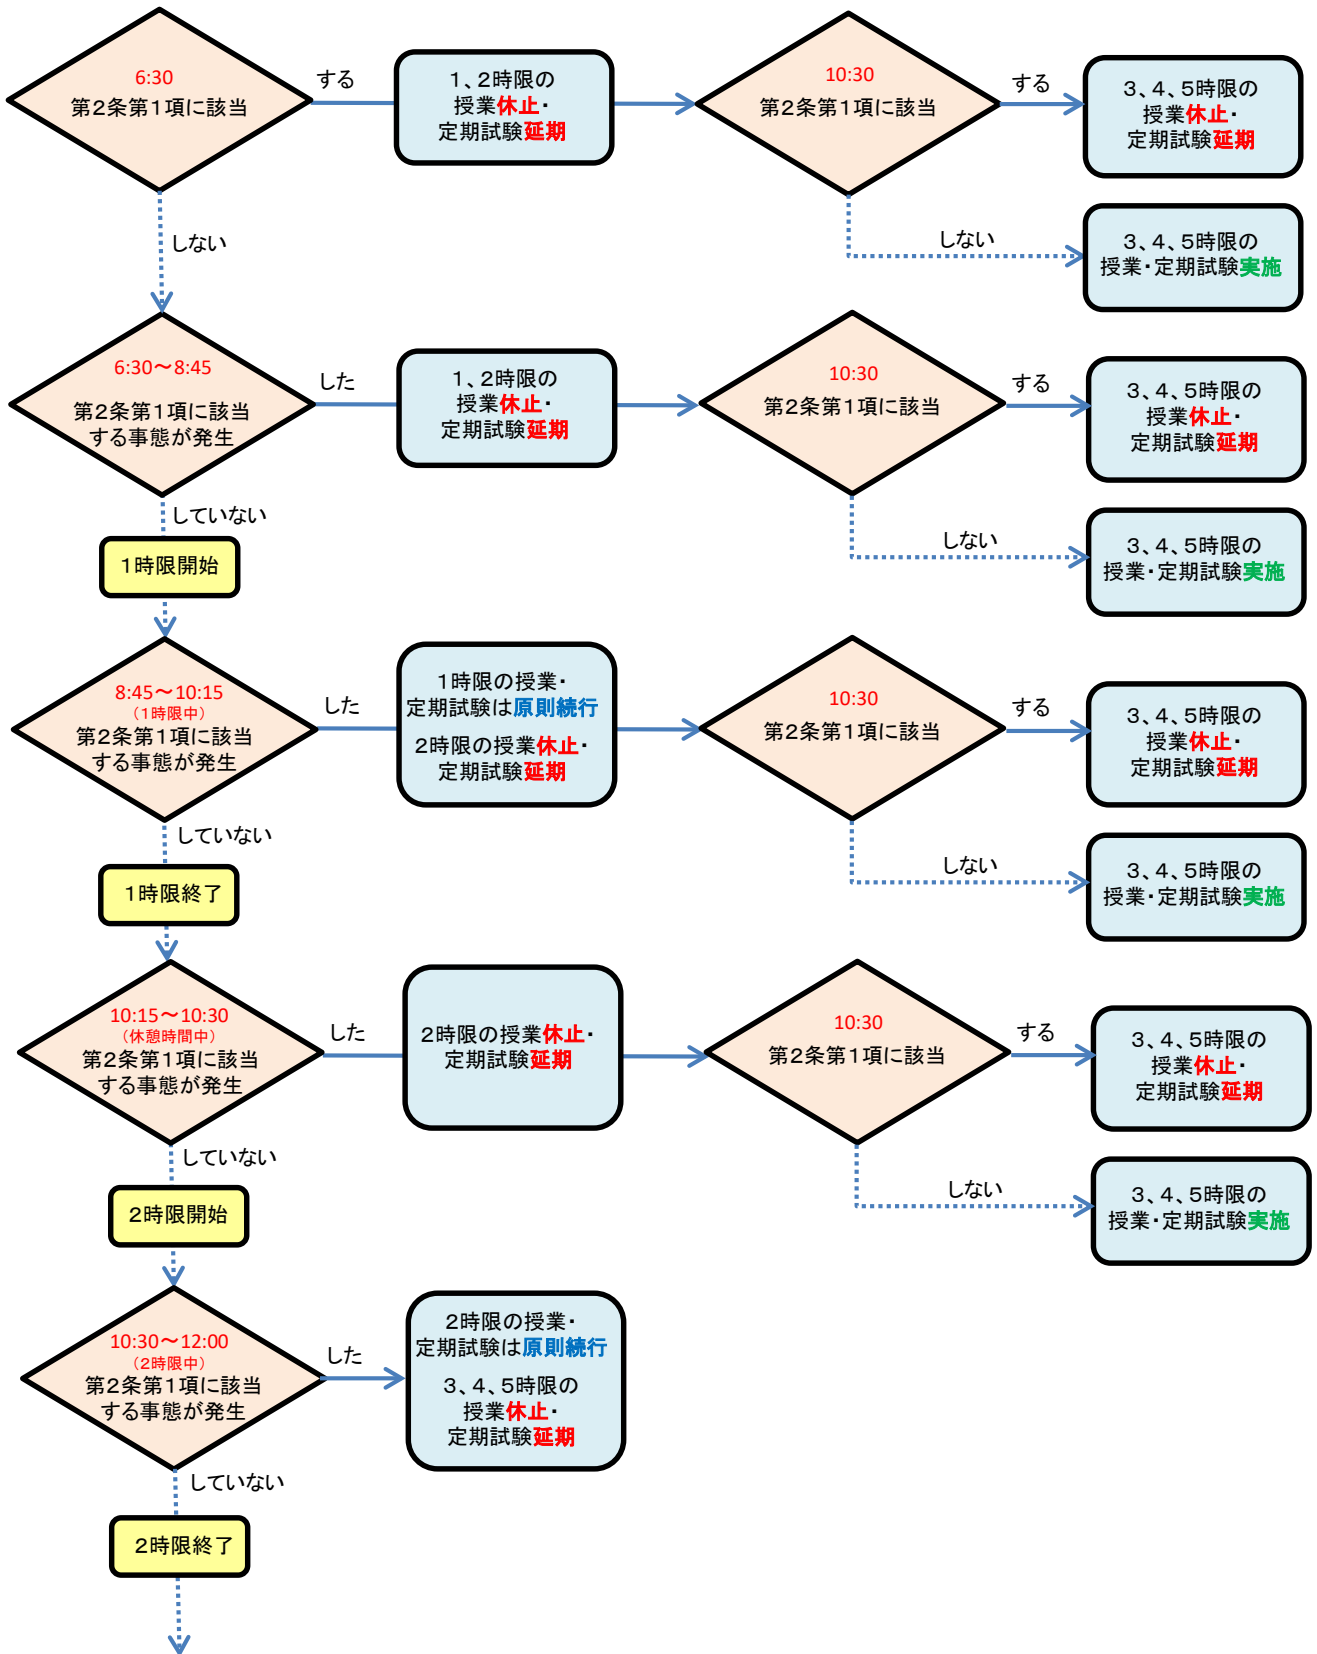 6:30
第2条第1項に該当
する
1、2時限の
授業休止・
定期試験延期
10:30
第2条第1項に該当
する
3、4、5時限の
授業休止・
定期試験延期
しない
しない
3、4、5時限の
授業・定期試験実施
6:30～8:45
第2条第1項に該当
する事態が発生
した
1、2時限の
授業休止・
定期試験延期
10:30
第2条第1項に該当
する
3、4、5時限の
授業休止・
定期試験延期
していない
しない
3、4、5時限の
授業・定期試験実施
1時限開始
8:45～10:15
（1時限中）
第2条第1項に該当
する事態が発生
した
1時限の授業・
定期試験は原則続行
2時限の授業休止・
定期試験延期
10:30
第2条第1項に該当
する
3、4、5時限の
授業休止・
定期試験延期
していない
しない
3、4、5時限の
授業・定期試験実施
1時限終了
10:15～10:30
（休憩時間中）
第2条第1項に該当
する事態が発生
した
2時限の授業休止・
定期試験延期
10:30
第2条第1項に該当
する
3、4、5時限の
授業休止・
定期試験延期
していない
しない
3、4、5時限の
授業・定期試験実施
2時限開始
10:30～12:00
（2時限中）
第2条第1項に該当
する事態が発生
した
2時限の授業・
定期試験は原則続行
3、4、5時限の
授業休止・
定期試験延期
していない
2時限終了